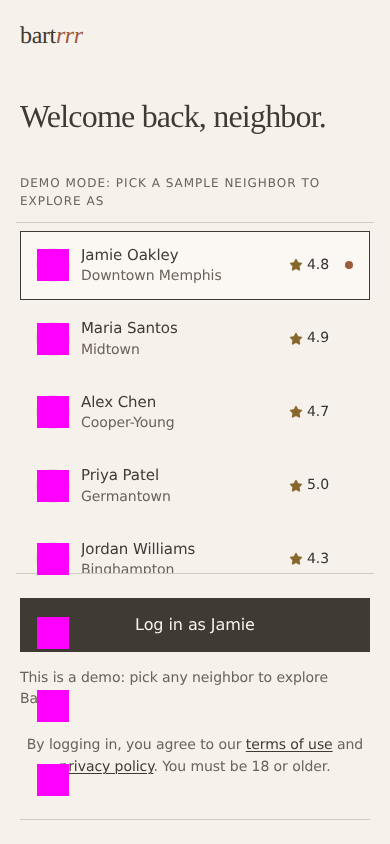 bartrrr
Welcome back, neighbor.
DEMO MODE: PICK A SAMPLE NEIGHBOR TO
EXPLORE AS
Jamie Oakley
Downtown Memphis
4.8
Maria Santos
Midtown
4.9
Alex Chen
Cooper-Young
4.7
Priya Patel
Germantown
5.0
Jordan Williams
Binghampton
4.3
Log in as Jamie
This is a demo: pick any neighbor to explore
By logging in, you agree to our terms of use and
privacy policy. You must be 18 or older.